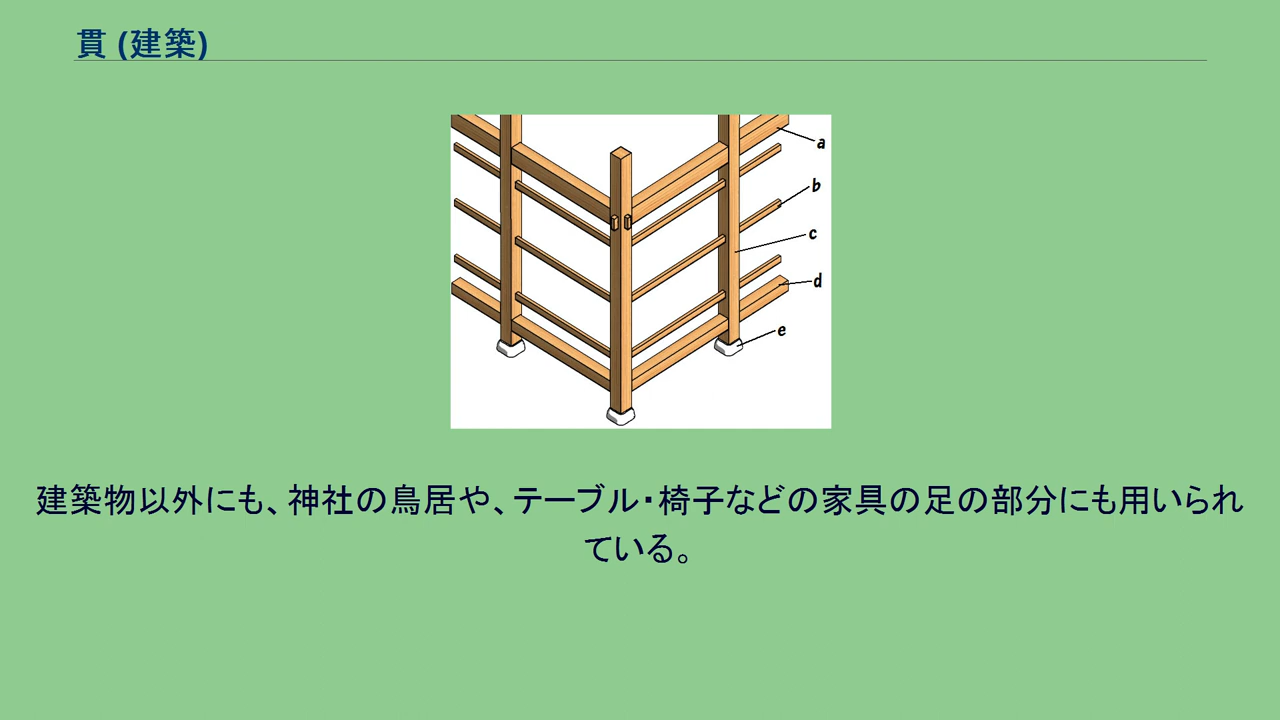 貫 (建築)
a
b
c
d
e
建築物以外にも、神社の鳥居や、テーブル・椅子などの家具の足の部分にも用いられ
ている。